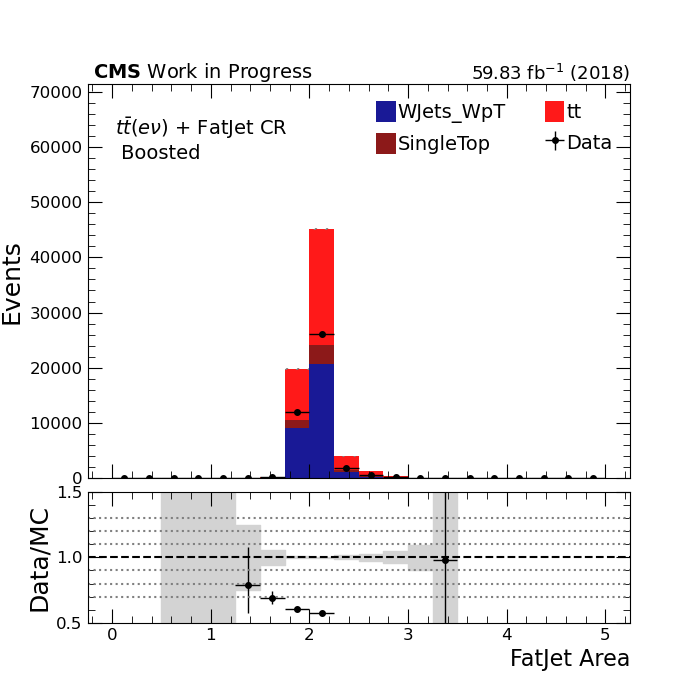 CMS Work in Progress 59.83 fb⁻¹ (2018)
tt̄(eν) + FatJet CR
Boosted
WJets_WpT tt
SingleTop Data
Events
70000
60000
50000
40000
30000
20000
10000
0
Data/MC
1.5
1.0
0.5
0 1 2 3 4 5
FatJet Area